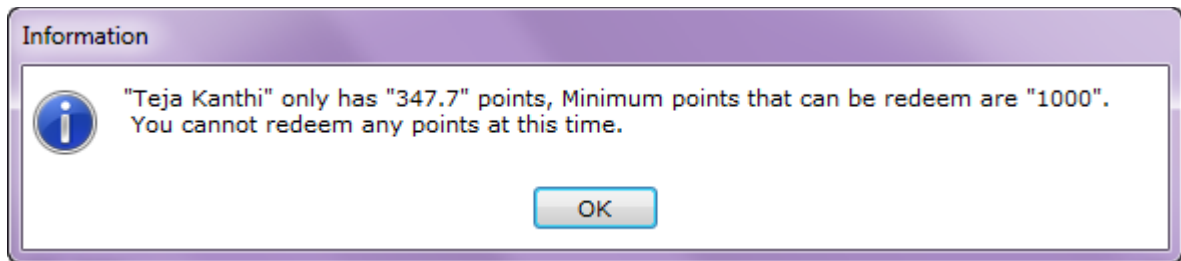 Information
"Teja Kanthi" only has "347.7" points, Minimum points that can be redeem are "1000".
You cannot redeem any points at this time.
OK